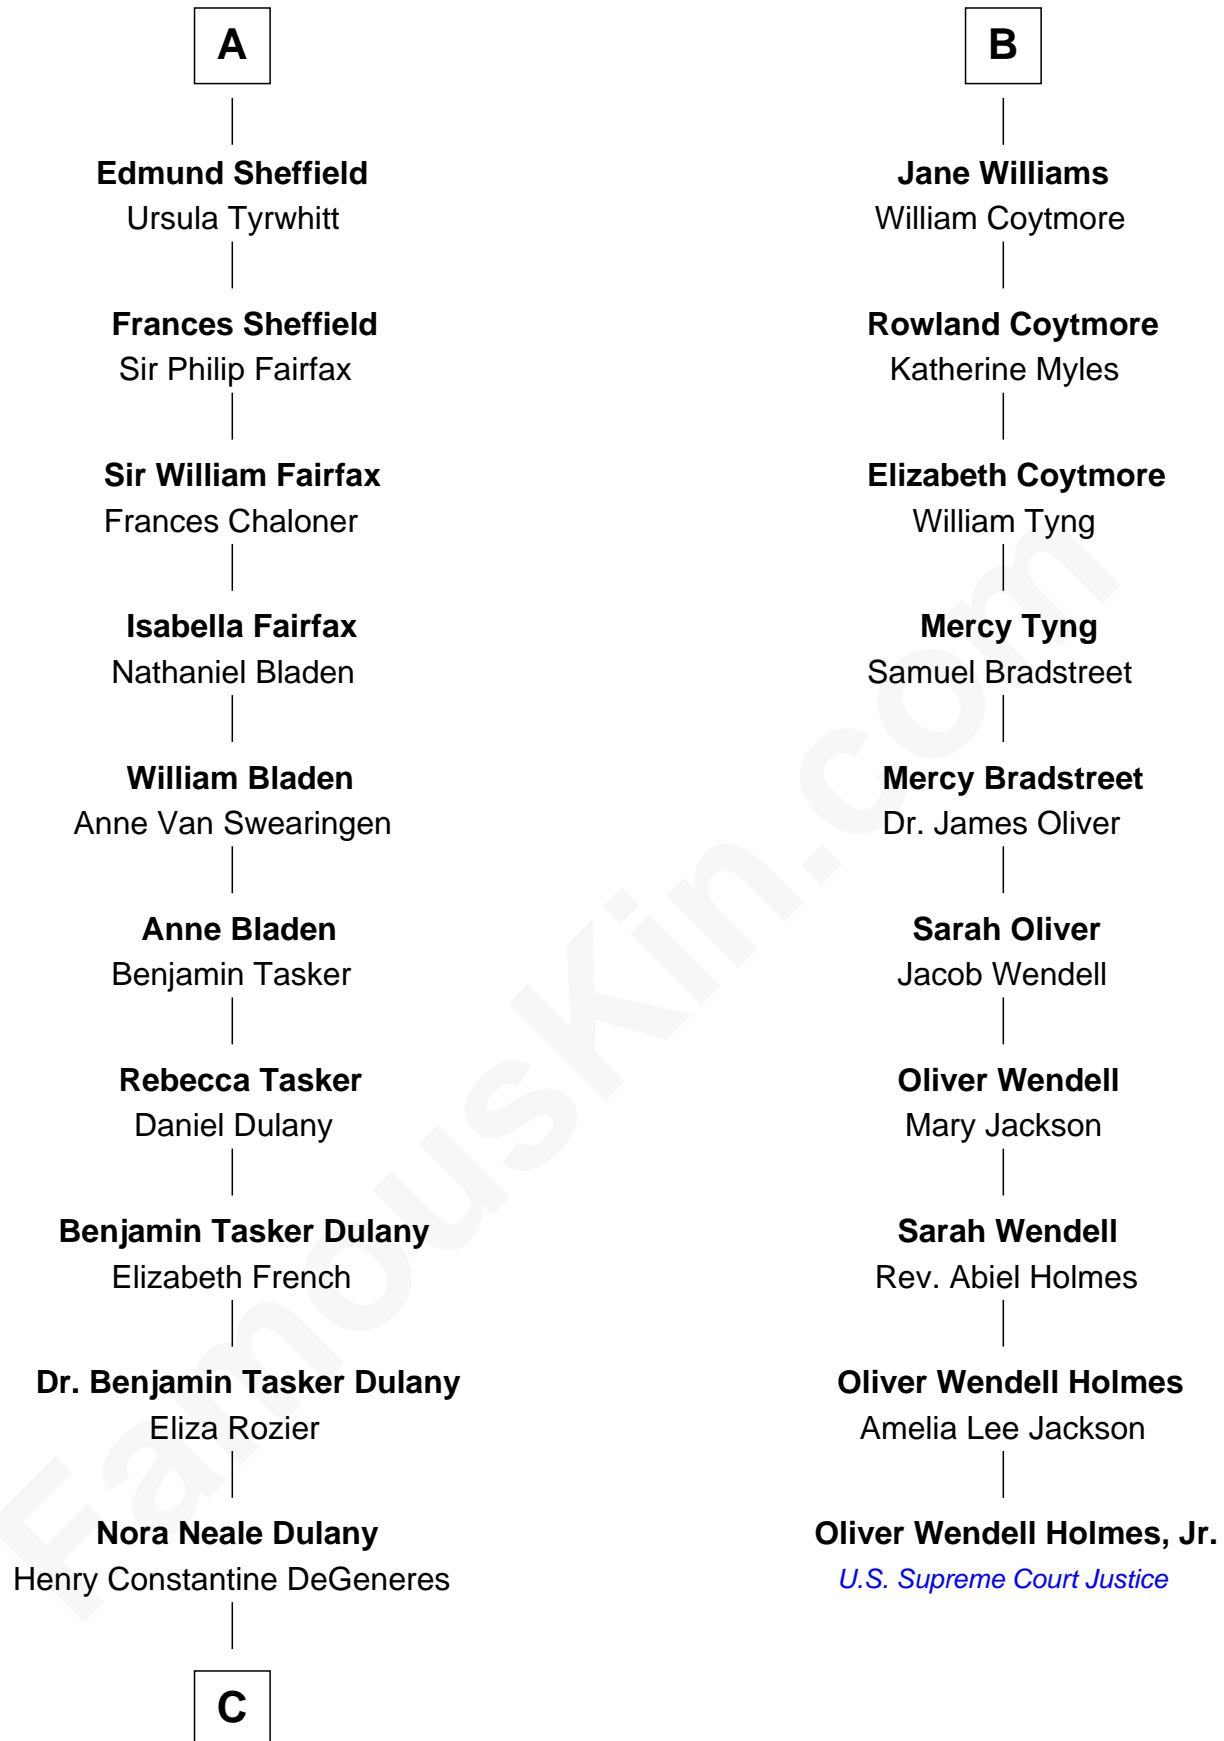 A
Edmund Sheffield
Ursula Tyrwhitt
Frances Sheffield
Sir Philip Fairfax
Sir William Fairfax
Frances Chaloner
Isabella Fairfax
Nathaniel Bladen
William Bladen
Anne Van Swearingen
Anne Bladen
Benjamin Tasker
Rebecca Tasker
Daniel Dulany
Benjamin Tasker Dulany
Elizabeth French
Dr. Benjamin Tasker Dulany
Eliza Rozier
Nora Neale Dulany
Henry Constantine DeGeneres
C
B
Jane Williams
William Coytmore
Rowland Coytmore
Katherine Myles
Elizabeth Coytmore
William Tyng
Mercy Tyng
Samuel Bradstreet
Mercy Bradstreet
Dr. James Oliver
Sarah Oliver
Jacob Wendell
Oliver Wendell
Mary Jackson
Sarah Wendell
Rev. Abiel Holmes
Oliver Wendell Holmes
Amelia Lee Jackson
Oliver Wendell Holmes, Jr.
U.S. Supreme Court Justice
FamousKin.com